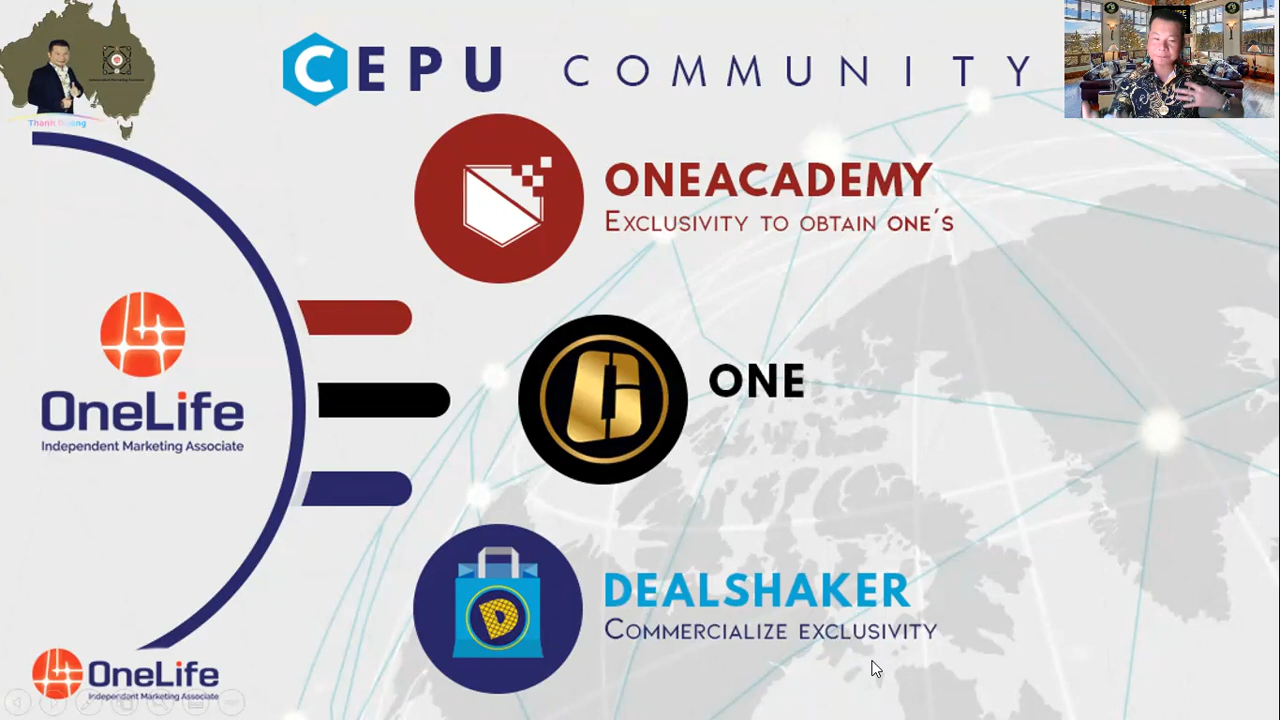 CEPU COMMUNITY
Thanh
ONEACADEMY
EXCLUSIVITY TO OBTAIN ONE´S
OneLife
Independent Marketing Associate
ONE
DEALSHAKER
COMMERCIALIZE EXCLUSIVITY
OneLife
Independent Marketing Associate